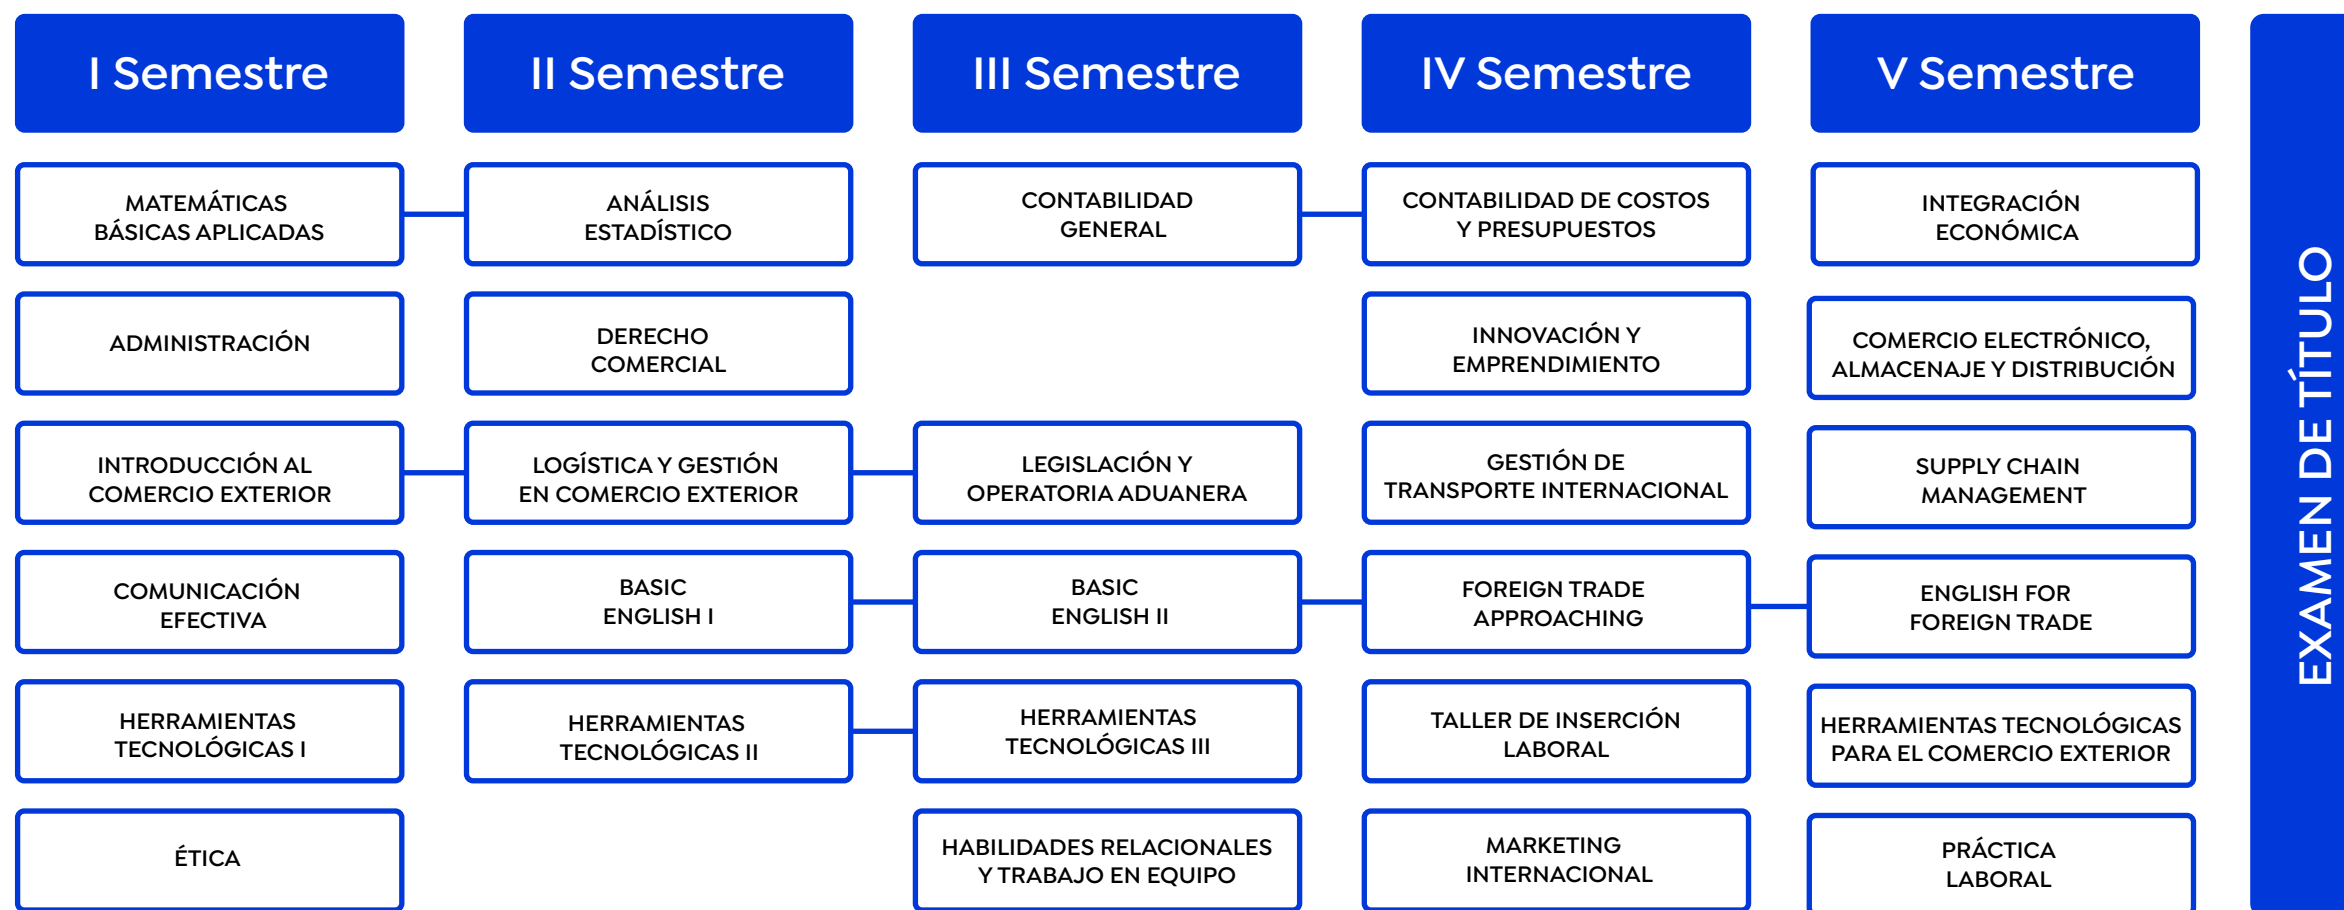 I Semestre
II Semestre
III Semestre
IV Semestre
V Semestre
MATEMÁTICAS
BÁSICAS APLICADAS
ANÁLISIS
ESTADÍSTICO
CONTABILIDAD
GENERAL
CONTABILIDAD DE COSTOS
Y PRESUPUESTOS
INTEGRACIÓN
ECONÓMICA
ADMINISTRACIÓN
DERECHO
COMERCIAL
INNOVACIÓN Y
EMPRENDIMIENTO
COMERCIO ELECTRÓNICO,
ALMACENAJE Y DISTRIBUCIÓN
INTRODUCCIÓN AL
COMERCIO EXTERIOR
LOGÍSTICA Y GESTIÓN
EN COMERCIO EXTERIOR
LEGISLACIÓN Y
OPERATORIA ADUANERA
GESTIÓN DE
TRANSPORTE INTERNACIONAL
SUPPLY CHAIN
MANAGEMENT
COMUNICACIÓN
EFECTIVA
BASIC
ENGLISH I
BASIC
ENGLISH II
FOREIGN TRADE
APPROACHING
ENGLISH FOR
FOREIGN TRADE
HERRAMIENTAS
TECNOLÓGICAS I
HERRAMIENTAS
TECNOLÓGICAS II
HERRAMIENTAS
TECNOLÓGICAS III
TALLER DE INSERCIÓN
LABORAL
HERRAMIENTAS TECNOLÓGICAS
PARA EL COMERCIO EXTERIOR
ÉTICA
HABILIDADES RELACIONALES
Y TRABAJO EN EQUIPO
MARKETING
INTERNACIONAL
PRÁCTICA
LABORAL
EXAMEN DE TÍTULO